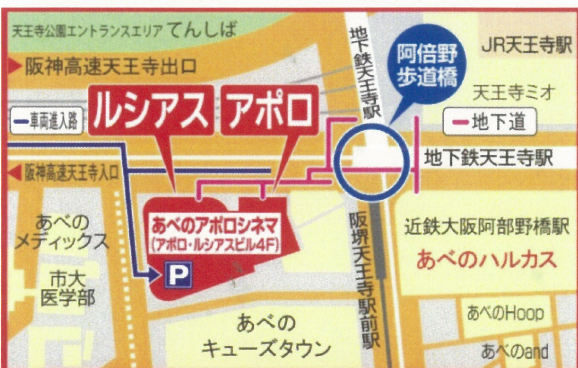 天王寺公園エントランスエリア てんしば
▶阪神高速天王寺出口
車両進入路
ルシアス
アポロ
地下鉄天王寺駅
阿倍野
歩道橋
JR天王寺駅
天王寺ミオ
地下道
地下鉄天王寺駅
◀阪神高速天王寺入口
あべのアポロシネマ
(アポロ・ルシアスビル4F)
P
あべの
メディックス
市大
医学部
あべの
キューズタウン
阪堺天王寺駅前駅
近鉄大阪阿部野橋駅
あべのハルカス
あべのHoop
あべのand